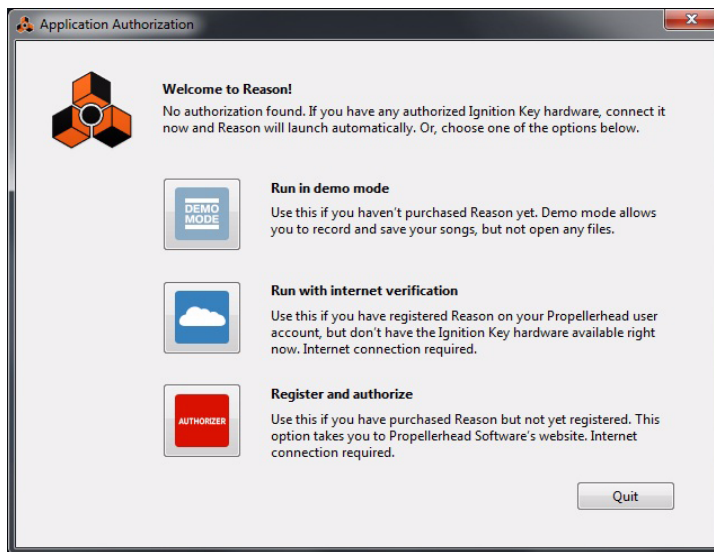 Application Authorization
Welcome to Reason!
No authorization found. If you have any authorized Ignition Key hardware, connect it
now and Reason will launch automatically. Or, choose one of the options below.
DEMO
MODE
Run in demo mode
Use this if you haven't purchased Reason yet. Demo mode allows
you to record and save your songs, but not open any files.
Run with internet verification
Use this if you have registered Reason on your Propellerhead user
account, but don't have the Ignition Key hardware available right
now. Internet connection required.
AUTHORIZER
Register and authorize
Use this if you have purchased Reason but not yet registered. This
option takes you to Propellerhead Software's website. Internet
connection required.
Quit